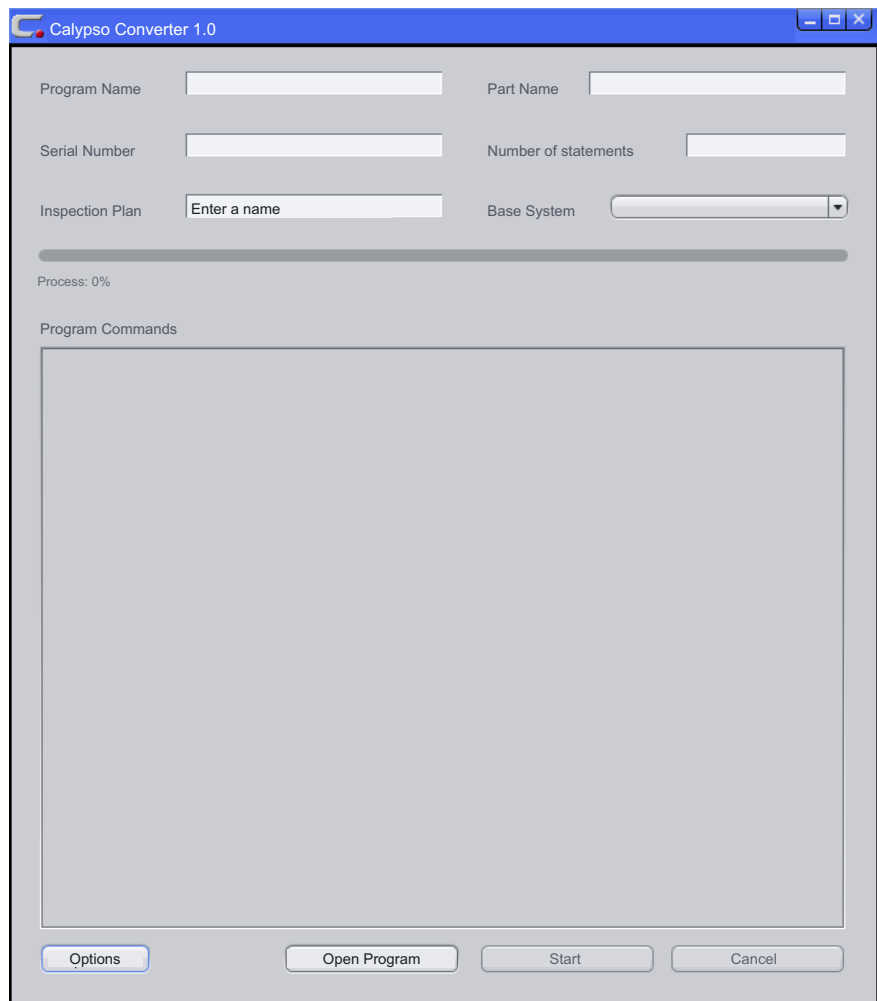 Calypso Converter 1.0
Program Name
Part Name
Serial Number
Number of statements
Inspection Plan
Enter a name
Base System
Process: 0%
Program Commands
Options
Open Program
Start
Cancel